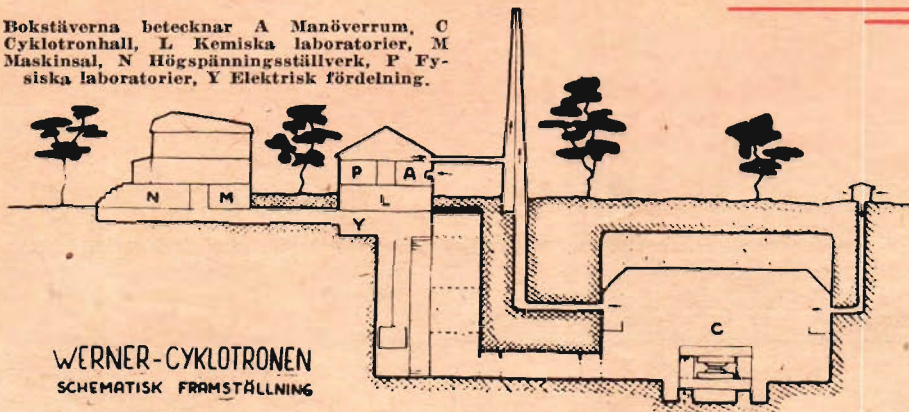 Bokstäverna betecknar A Manöverrum, C
Cyklotronhall, L Kemiska laboratorier, M
Maskinsal, N Högspänningsställverk, P Fy-
siska laboratorier, Y Elektrisk fördelning.
P A
N M L
Y
C
WERNER-CYKLOTRONEN
SCHEMATISK FRAMSTÄLLNING